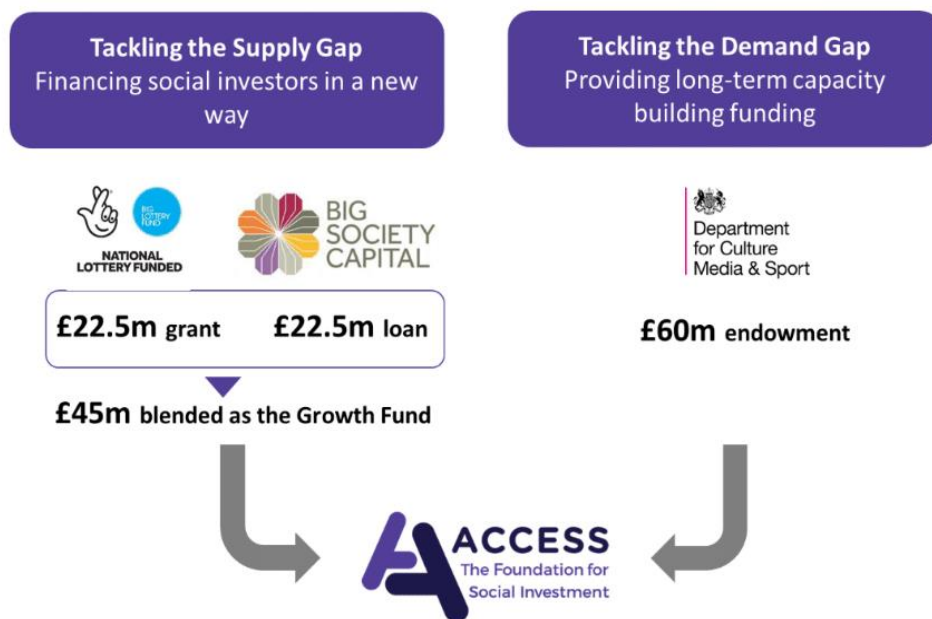 Tackling the Supply Gap
Financing social investors in a new
way
Tackling the Demand Gap
Providing long-term capacity
building funding
BIG
LOTTERY
FUND
NATIONAL
LOTTERY FUNDED
BIG
SOCIETY
CAPITAL
Department
for Culture
Media & Sport
£22.5m grant
£22.5m loan
£60m endowment
£45m blended as the Growth Fund
ACCESS
The Foundation for
Social Investment